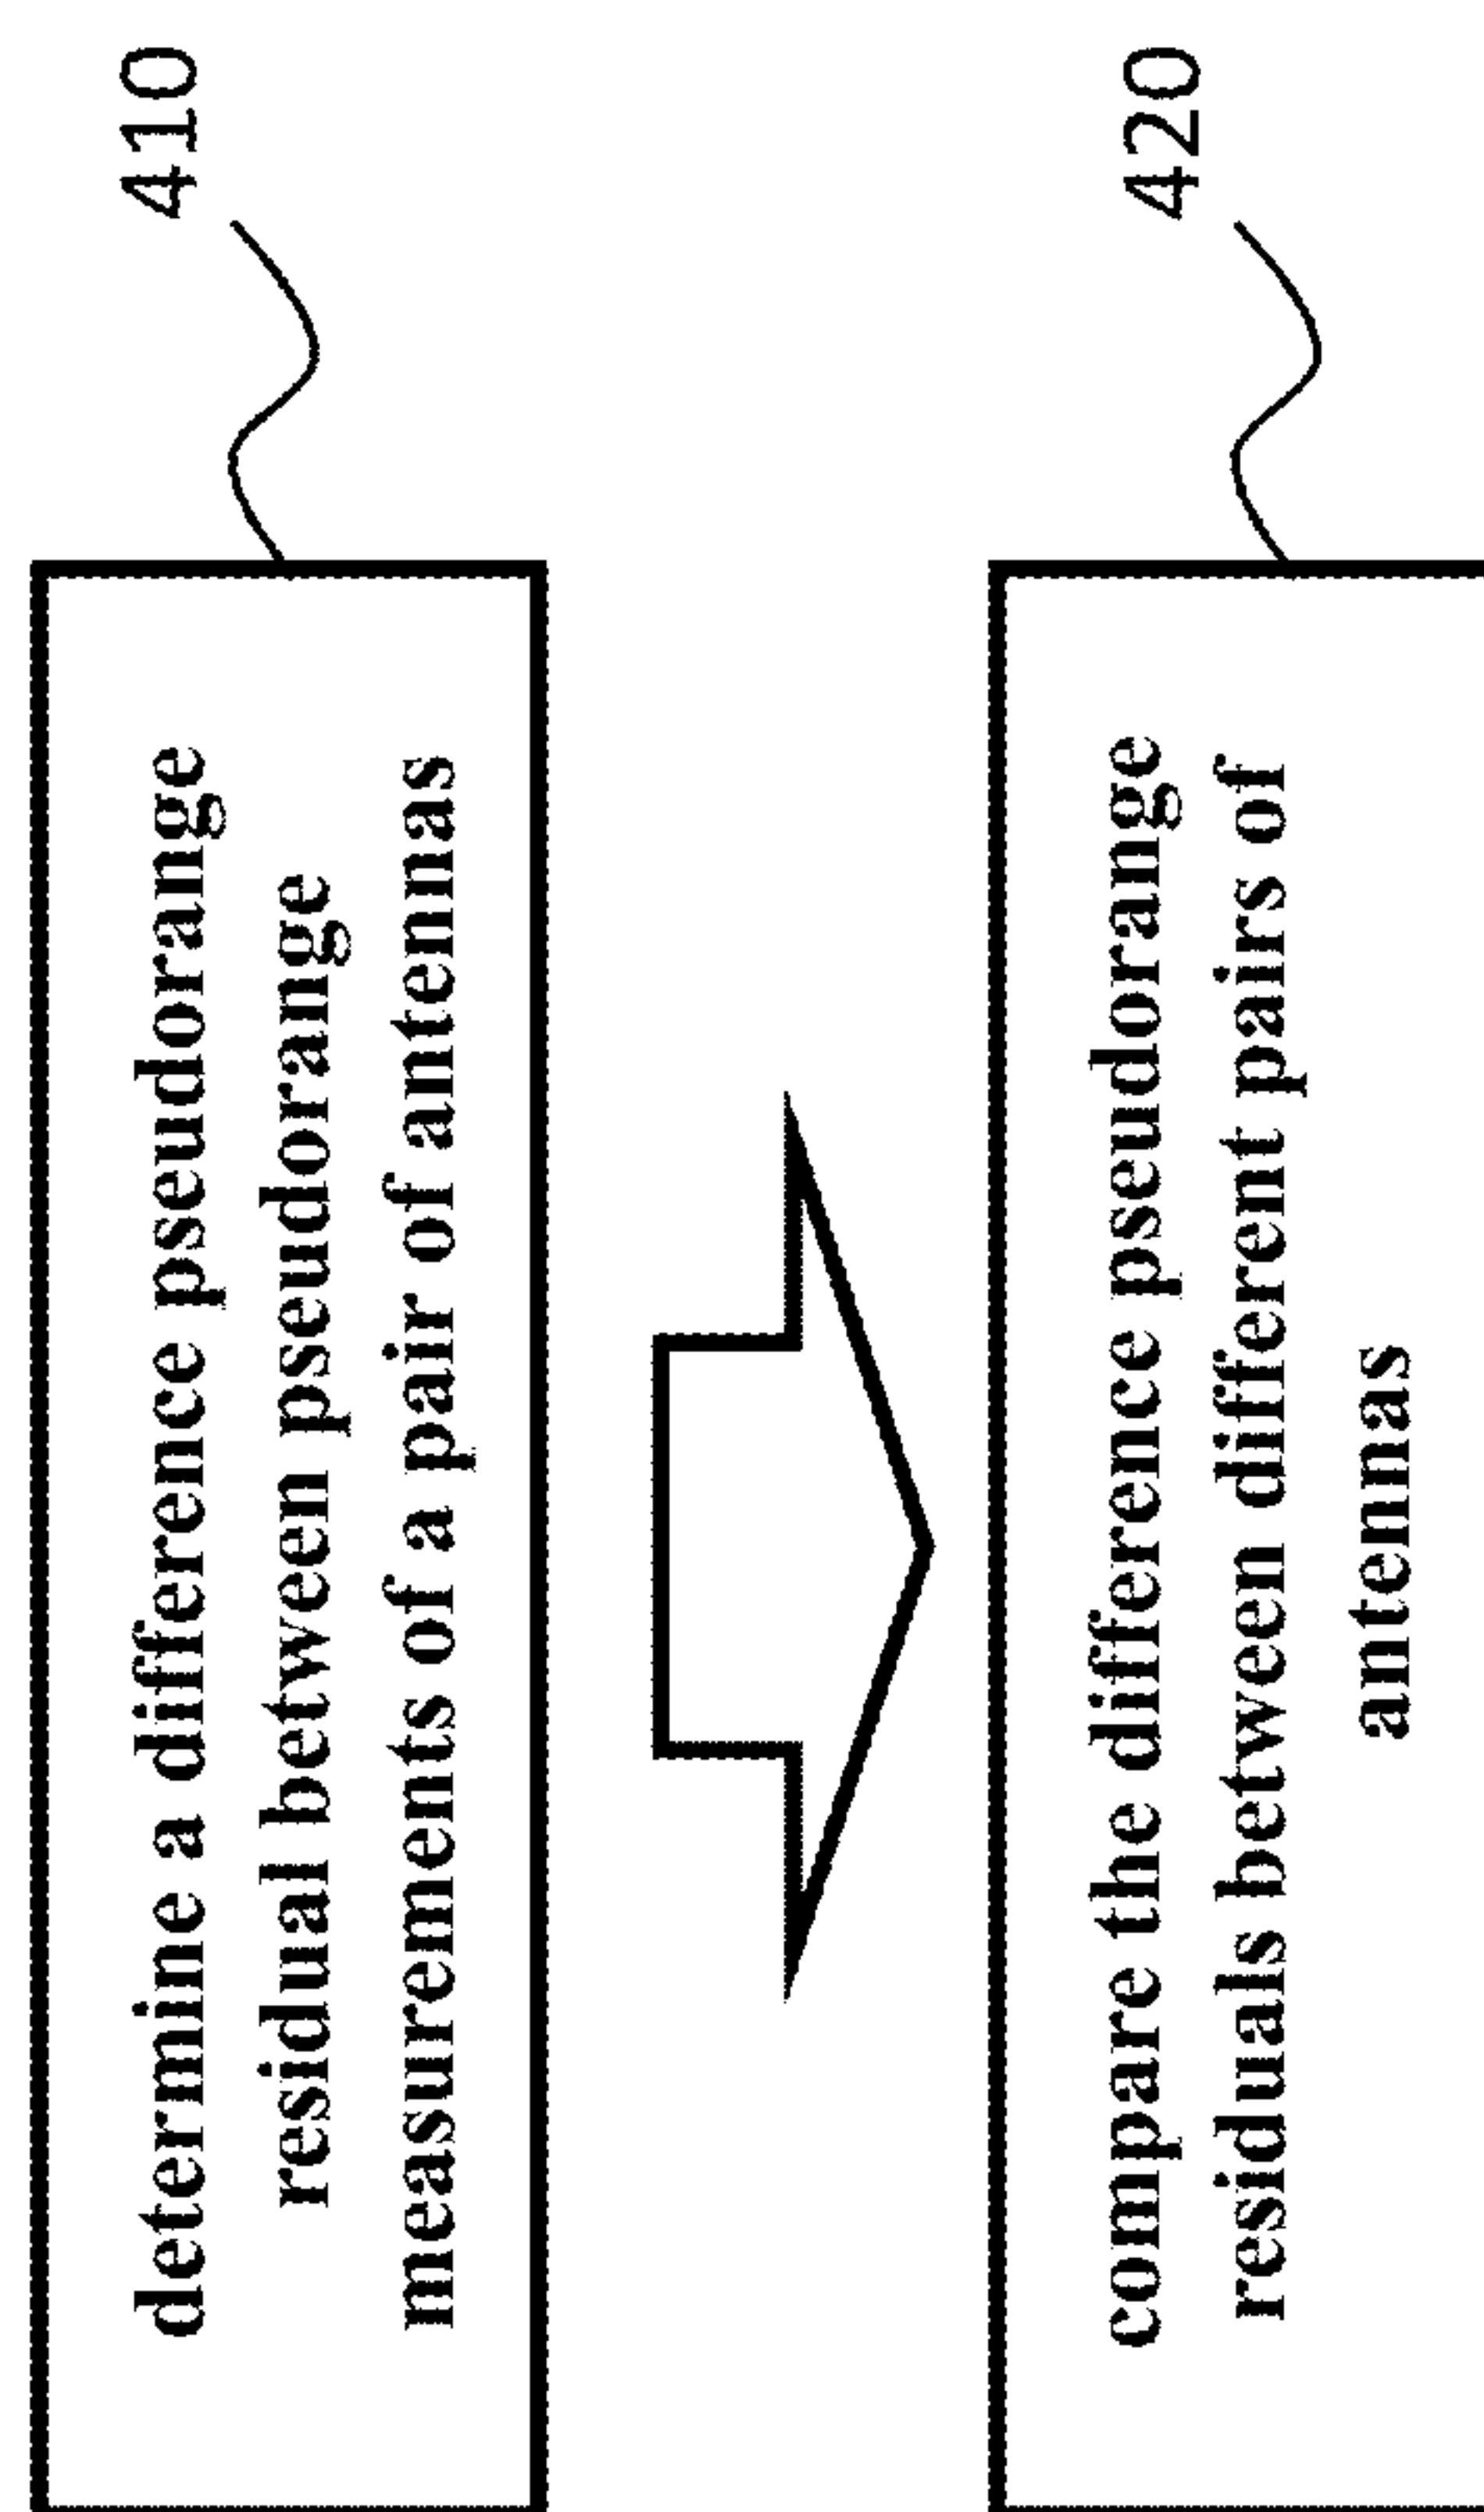 determine a difference pseudorange
residual between pseudorange
measurements of a pair of antennas
410
compare the difference pseudorange
residuals between different pairs of
antennas
420